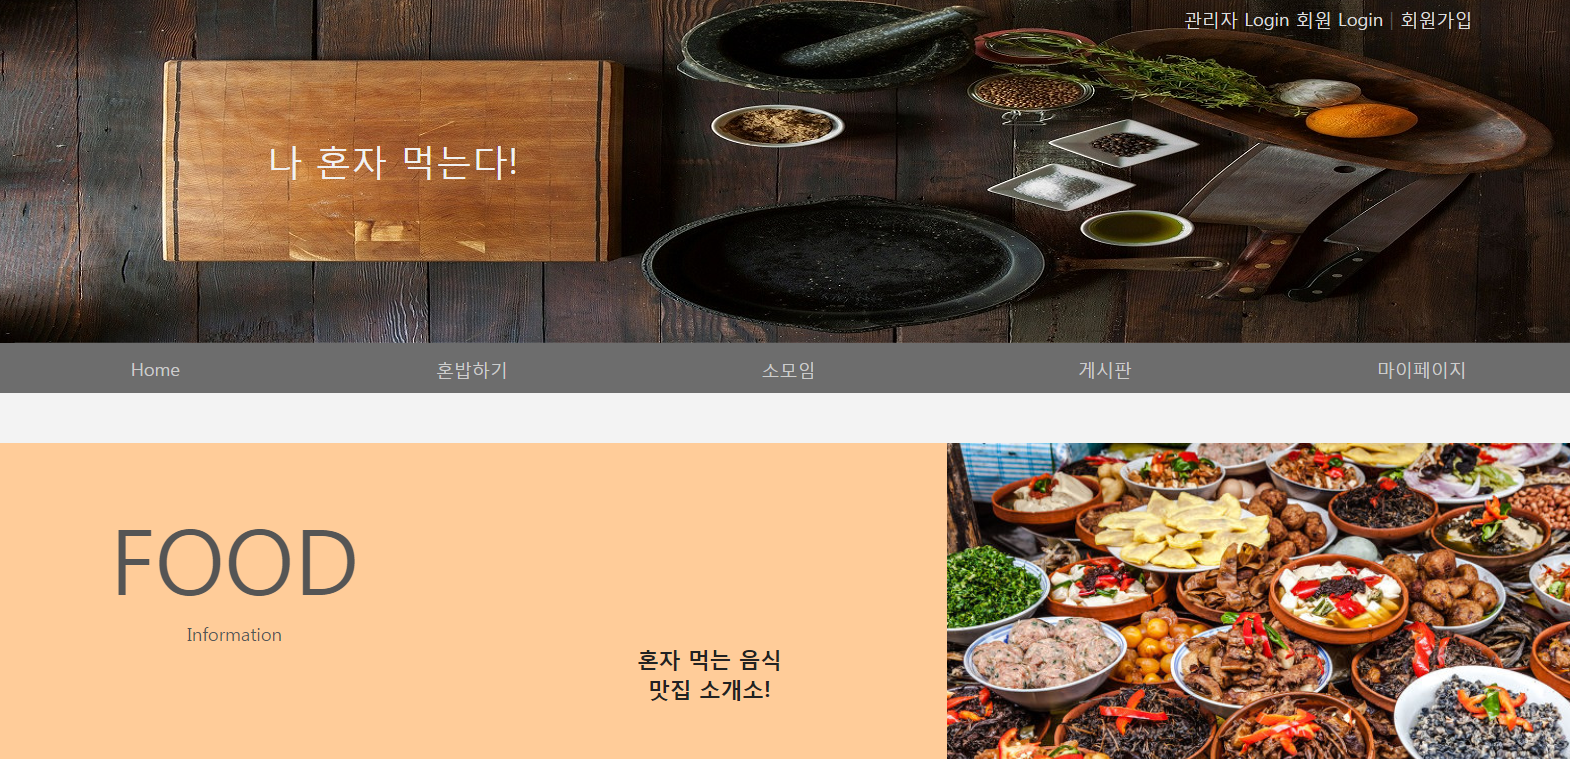 관리자 Login 회원 Login | 회원가입
나 혼자 먹는다!
Home 혼밥하기 소모임 게시판 마이페이지
FOOD
Information
혼자 먹는 음식
맛집 소개소!